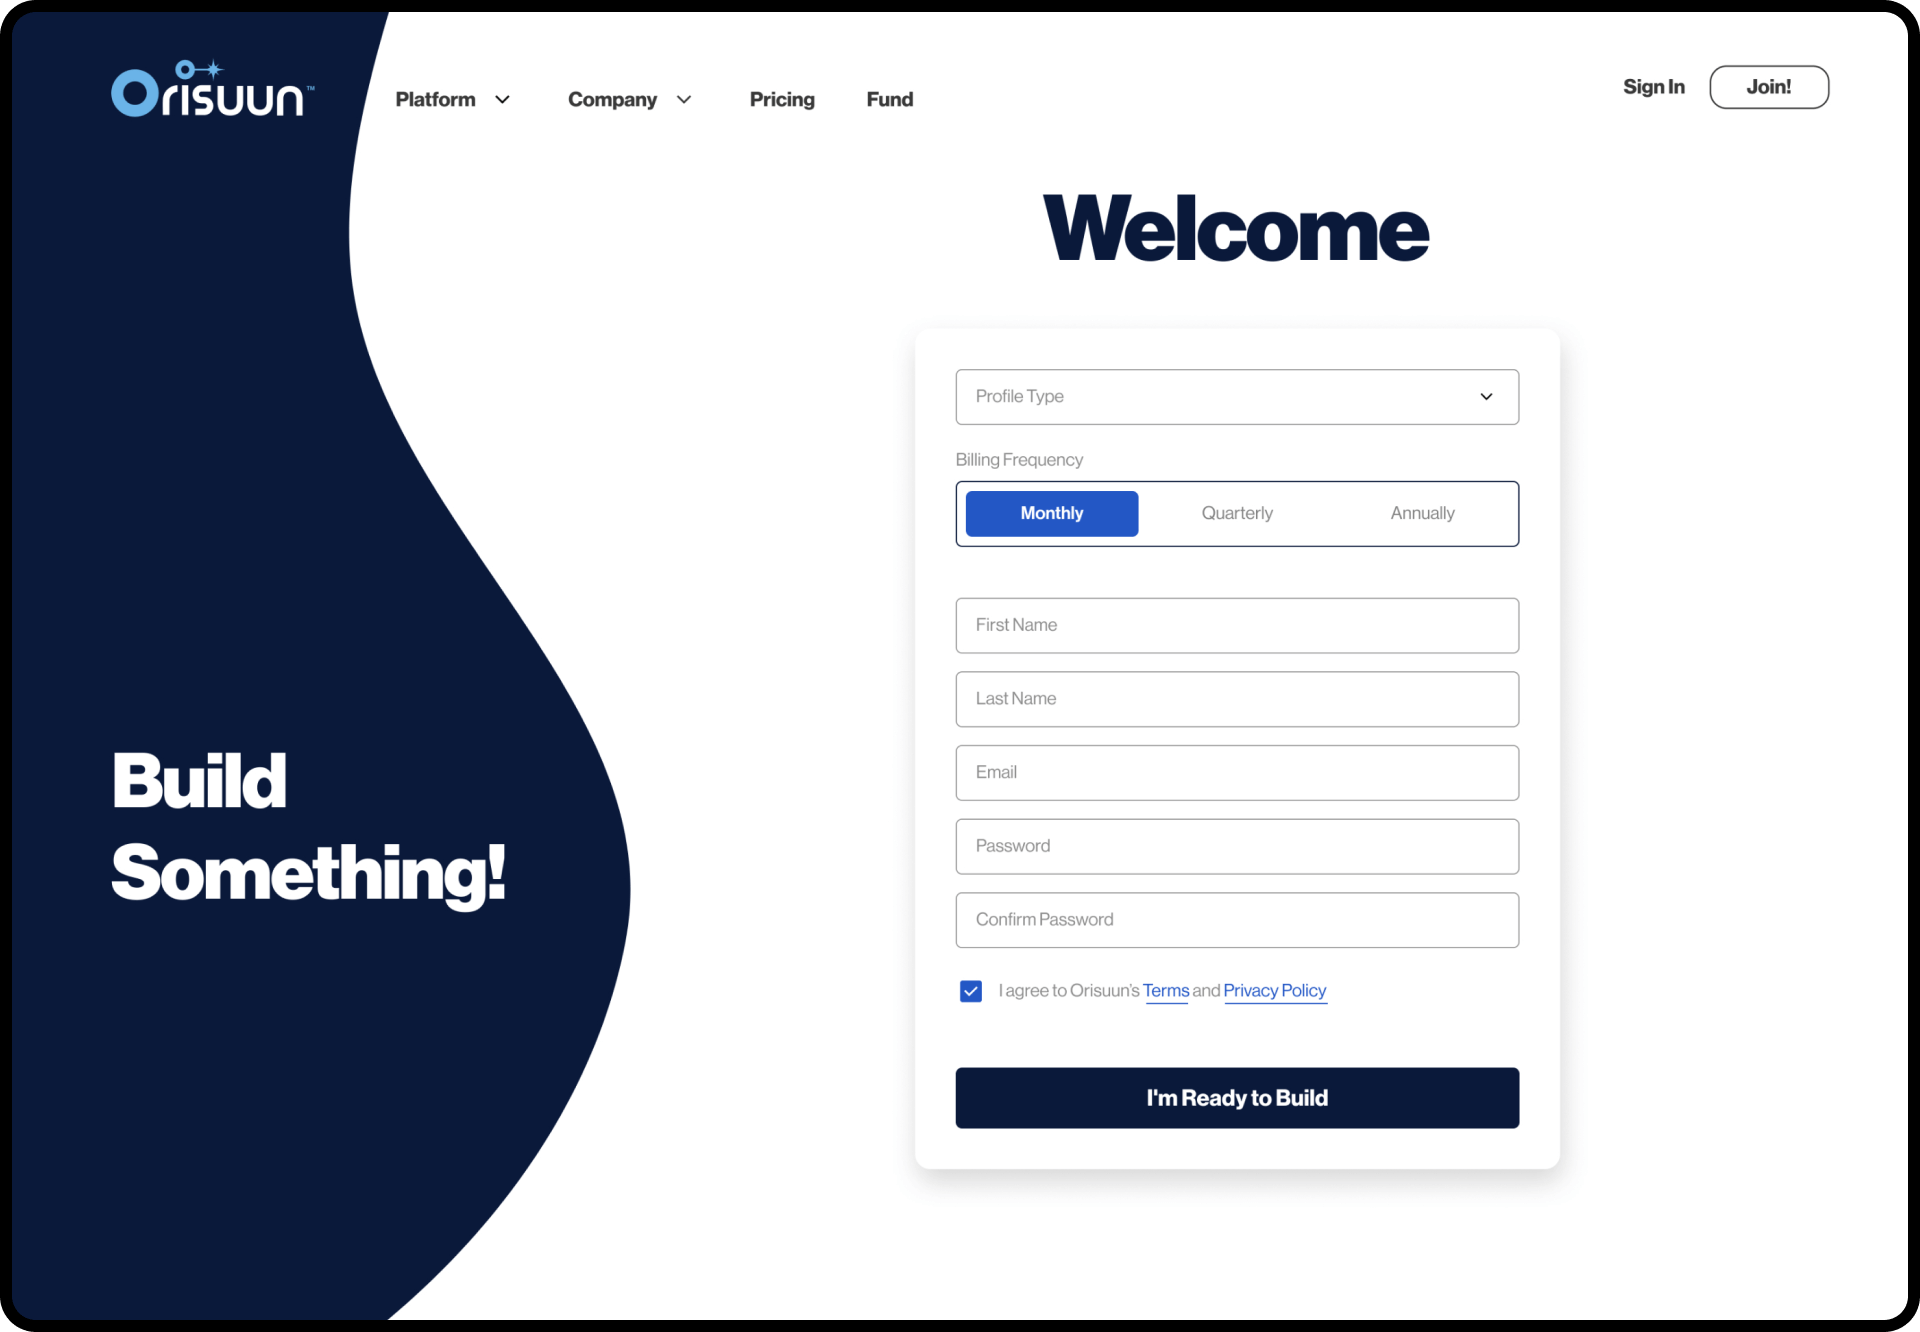 Orisuun™
Platform
Company
Pricing
Fund
Sign In
Join!
Welcome
Profile Type
Billing Frequency
Monthly
Quarterly
Annually
First Name
Last Name
Email
Password
Confirm Password
I agree to Orisuun's Terms and Privacy Policy
I'm Ready to Build
Build
Something!